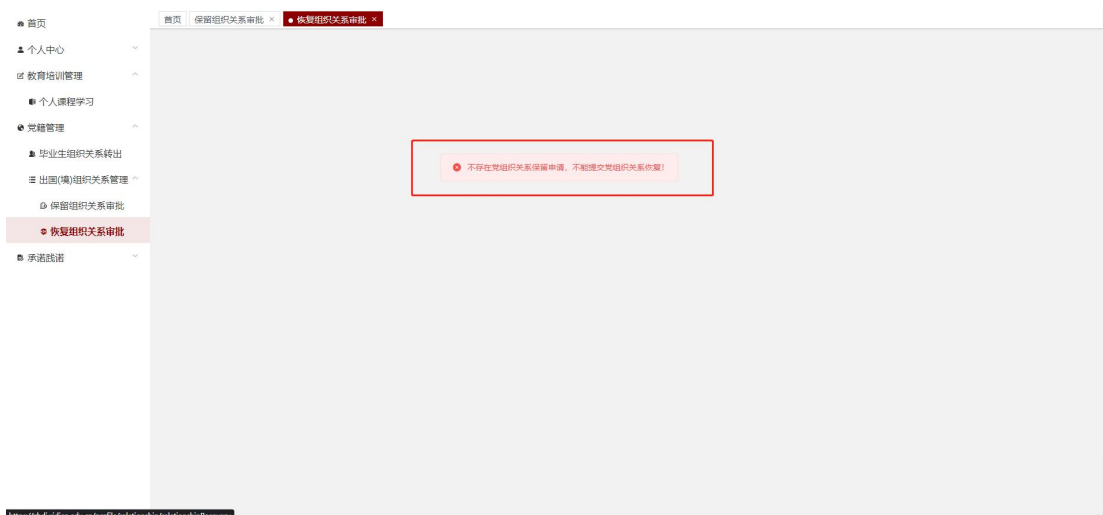 首页
个人中心
教育培训管理
个人课程学习
党籍管理
毕业生组织关系转出
出国(境)组织关系管理
保留组织关系审批
恢复组织关系审批
承诺践诺
首页 保留组织关系审批 × 恢复组织关系审批 ×
不存在党组织关系保留申请，不能提交党组织关系恢复！